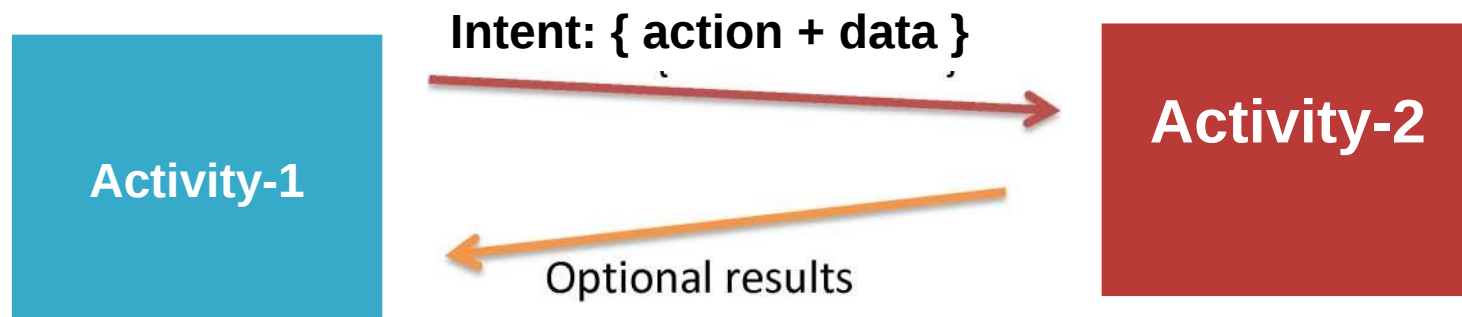 Intent: { action + data }
Activity-1
Activity-2
Optional results